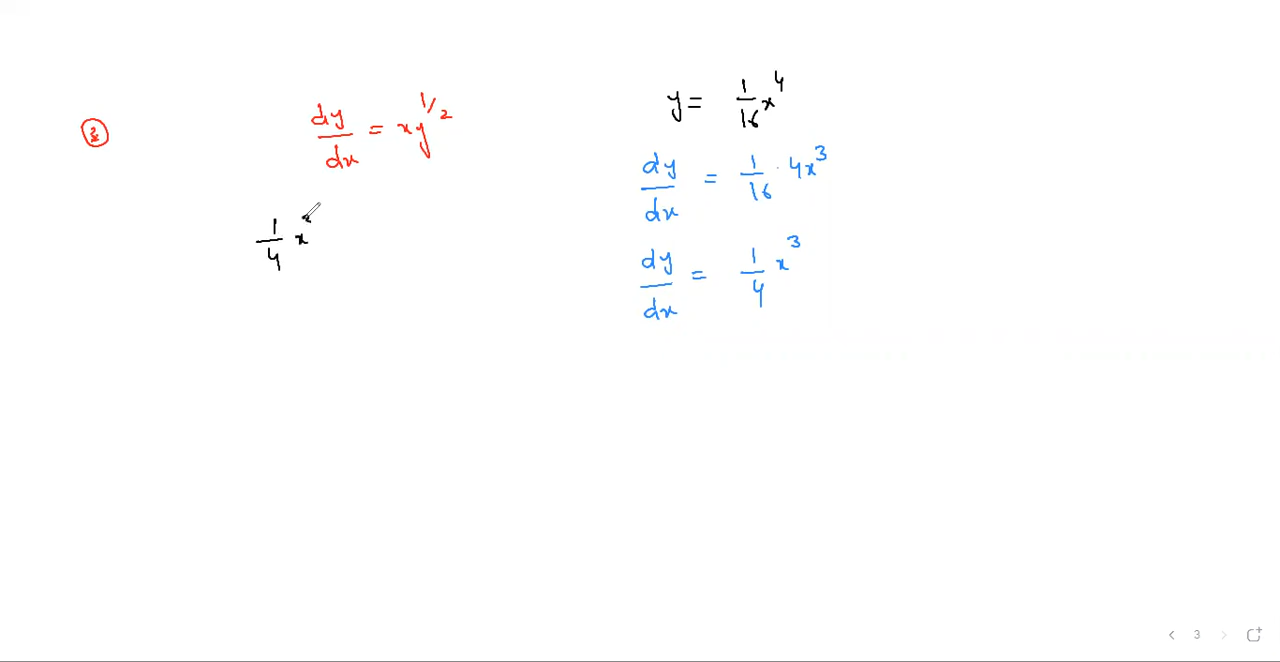 dy/dx = xy^1/2
1/4 x
y = 1/16 x^4
dy/dx = 1/16 · 4x^3
dy/dx = 1/4 x^3
3